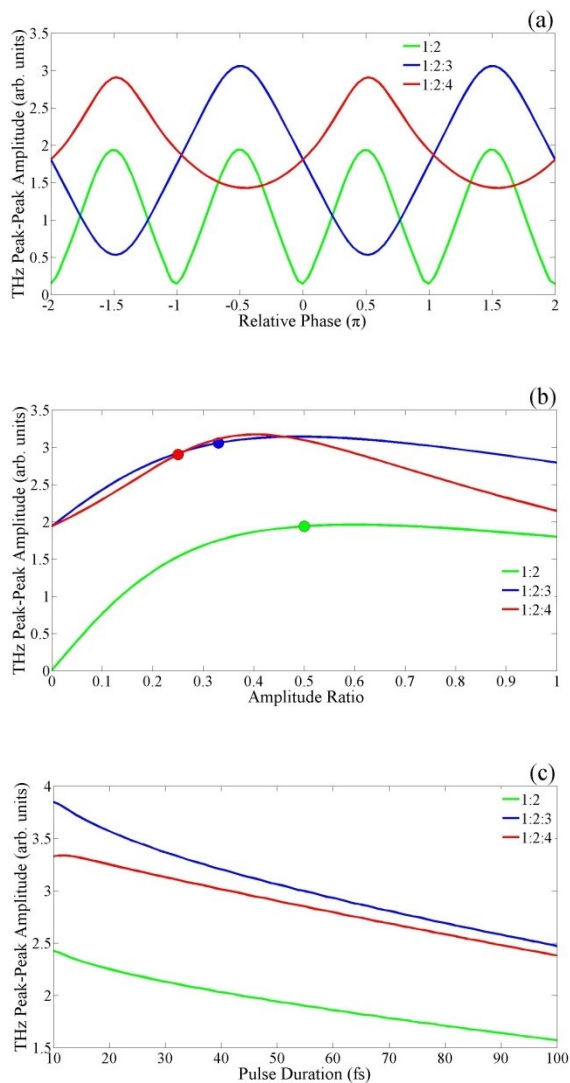 (a)
THz Peak-Peak Amplitude (arb. units)
3.5
3
2.5
2
1.5
1
0.5
0
1:2
1:2:3
1:2:4
-2 -1.5 -1 -0.5 0 0.5 1 1.5 2
Relative Phase (π)
(b)
THz Peak-Peak Amplitude (arb. units)
3.5
3
2.5
2
1.5
1
0.5
0
1:2
1:2:3
1:2:4
0 0.1 0.2 0.3 0.4 0.5 0.6 0.7 0.8 0.9 1
Amplitude Ratio
(c)
THz Peak-Peak Amplitude (arb. units)
4
3.5
3
2.5
2
1.5
1:2
1:2:3
1:2:4
10 20 30 40 50 60 70 80 90 100
Pulse Duration (fs)